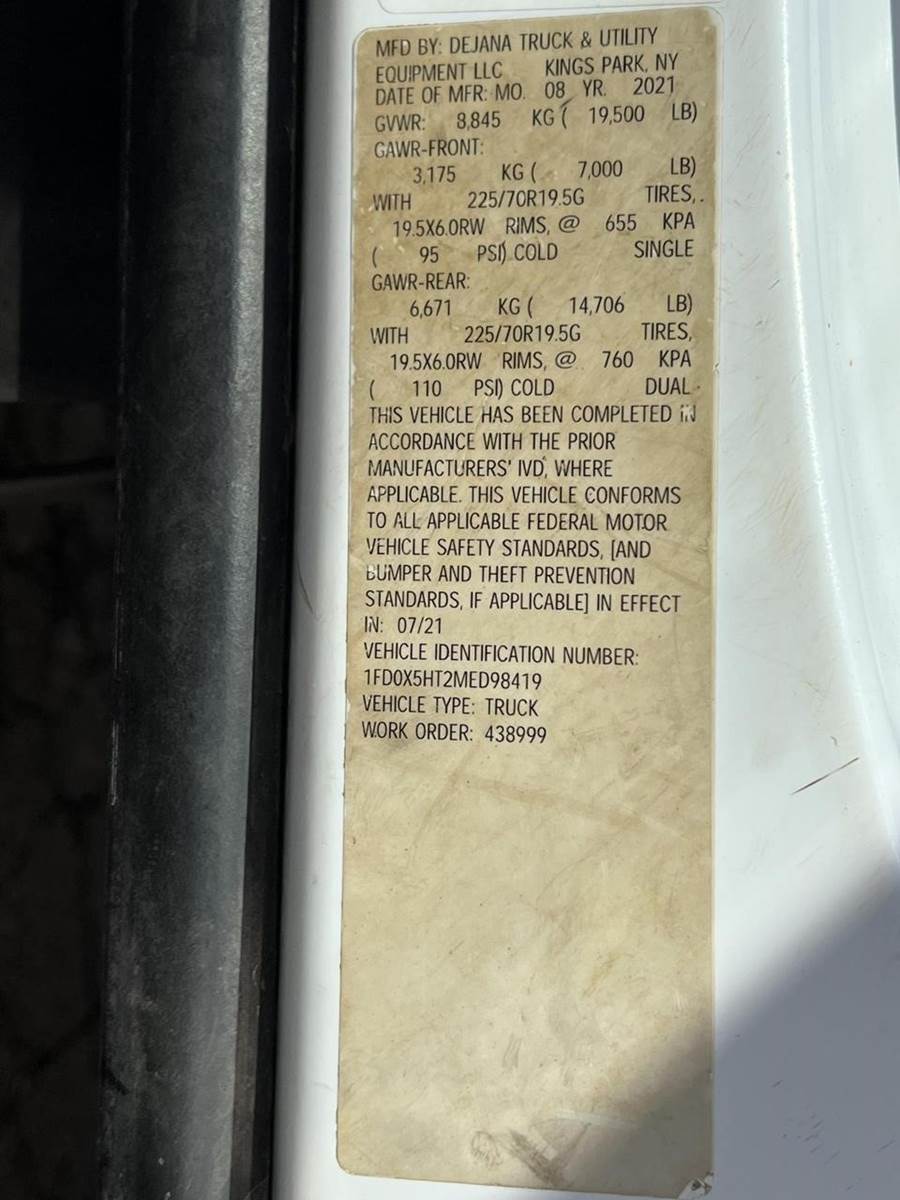 MFD BY: DEJANA TRUCK & UTILITY
EQUIPMENT LLC KINGS PARK, NY
DATE OF MFR: MO. 08 YR. 2021
GVWR: 8,845 KG ( 19,500 LB)
GAWR-FRONT:
3,175 KG ( 7,000 LB)
WITH 225/70R19.5G TIRES,
19.5X6.0RW RIMS, @ 655 KPA
( 95 PSI) COLD SINGLE
GAWR-REAR:
6,671 KG ( 14,706 LB)
WITH 225/70R19.5G TIRES,
19.5X6.0RW RIMS, @ 760 KPA
( 110 PSI) COLD DUAL
THIS VEHICLE HAS BEEN COMPLETED IN
ACCORDANCE WITH THE PRIOR
MANUFACTURERS' IVD, WHERE
APPLICABLE. THIS VEHICLE CONFORMS
TO ALL APPLICABLE FEDERAL MOTOR
VEHICLE SAFETY STANDARDS, [AND
BUMPER AND THEFT PREVENTION
STANDARDS, IF APPLICABLE] IN EFFECT
IN: 07/21
VEHICLE IDENTIFICATION NUMBER:
1FD0X5HT2MED98419
VEHICLE TYPE: TRUCK
WORK ORDER: 438999